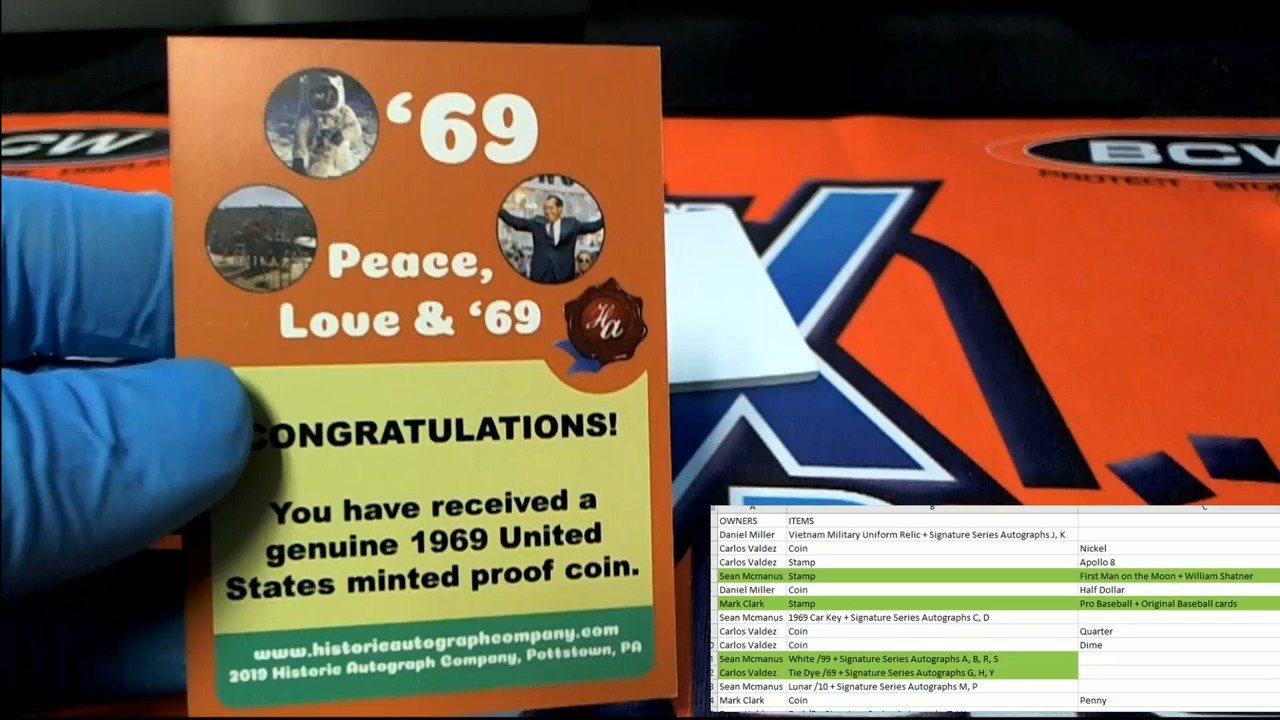 ‘69
Peace,
Love & ‘69
Ha
CONGRATULATIONS!
You have received a
genuine 1969 United
States minted proof coin.
www.historicautographcompany.com
2019 Historic Autograph Company, Pottstown, PA
BCW
PROTECT
A B C
OWNERS ITEMS
Daniel Miller Vietnam Military Uniform Relic + Signature Series Autographs J, K
Carlos Valdez Coin Nickel
Carlos Valdez Stamp Apollo 8
Sean Mcmanus Stamp First Man on the Moon + William Shatner
Daniel Miller Coin Half Dollar
Mark Clark Stamp Pro Baseball + Original Baseball cards
Sean Mcmanus 1969 Car Key + Signature Series Autographs C, D
Carlos Valdez Coin Quarter
Carlos Valdez Coin Dime
Sean Mcmanus White /99 + Signature Series Autographs A, B, R, S
Carlos Valdez Tie Dye /69 + Signature Series Autographs G, H, Y
Sean Mcmanus Lunar /10 + Signature Series Autographs M, P
Mark Clark Coin Penny